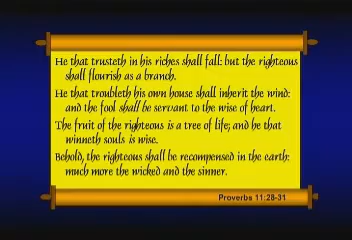 He that trusteth in his riches shall fall: but the righteous
shall flourish as a branch.
He that troubleth his own house shall inherit the wind:
and the fool shall be servant to the wise of heart.
The fruit of the righteous is a tree of life; and he that
winneth souls is wise.
Behold, the righteous shall be recompensed in the earth:
much more the wicked and the sinner.
Proverbs 11:28-31